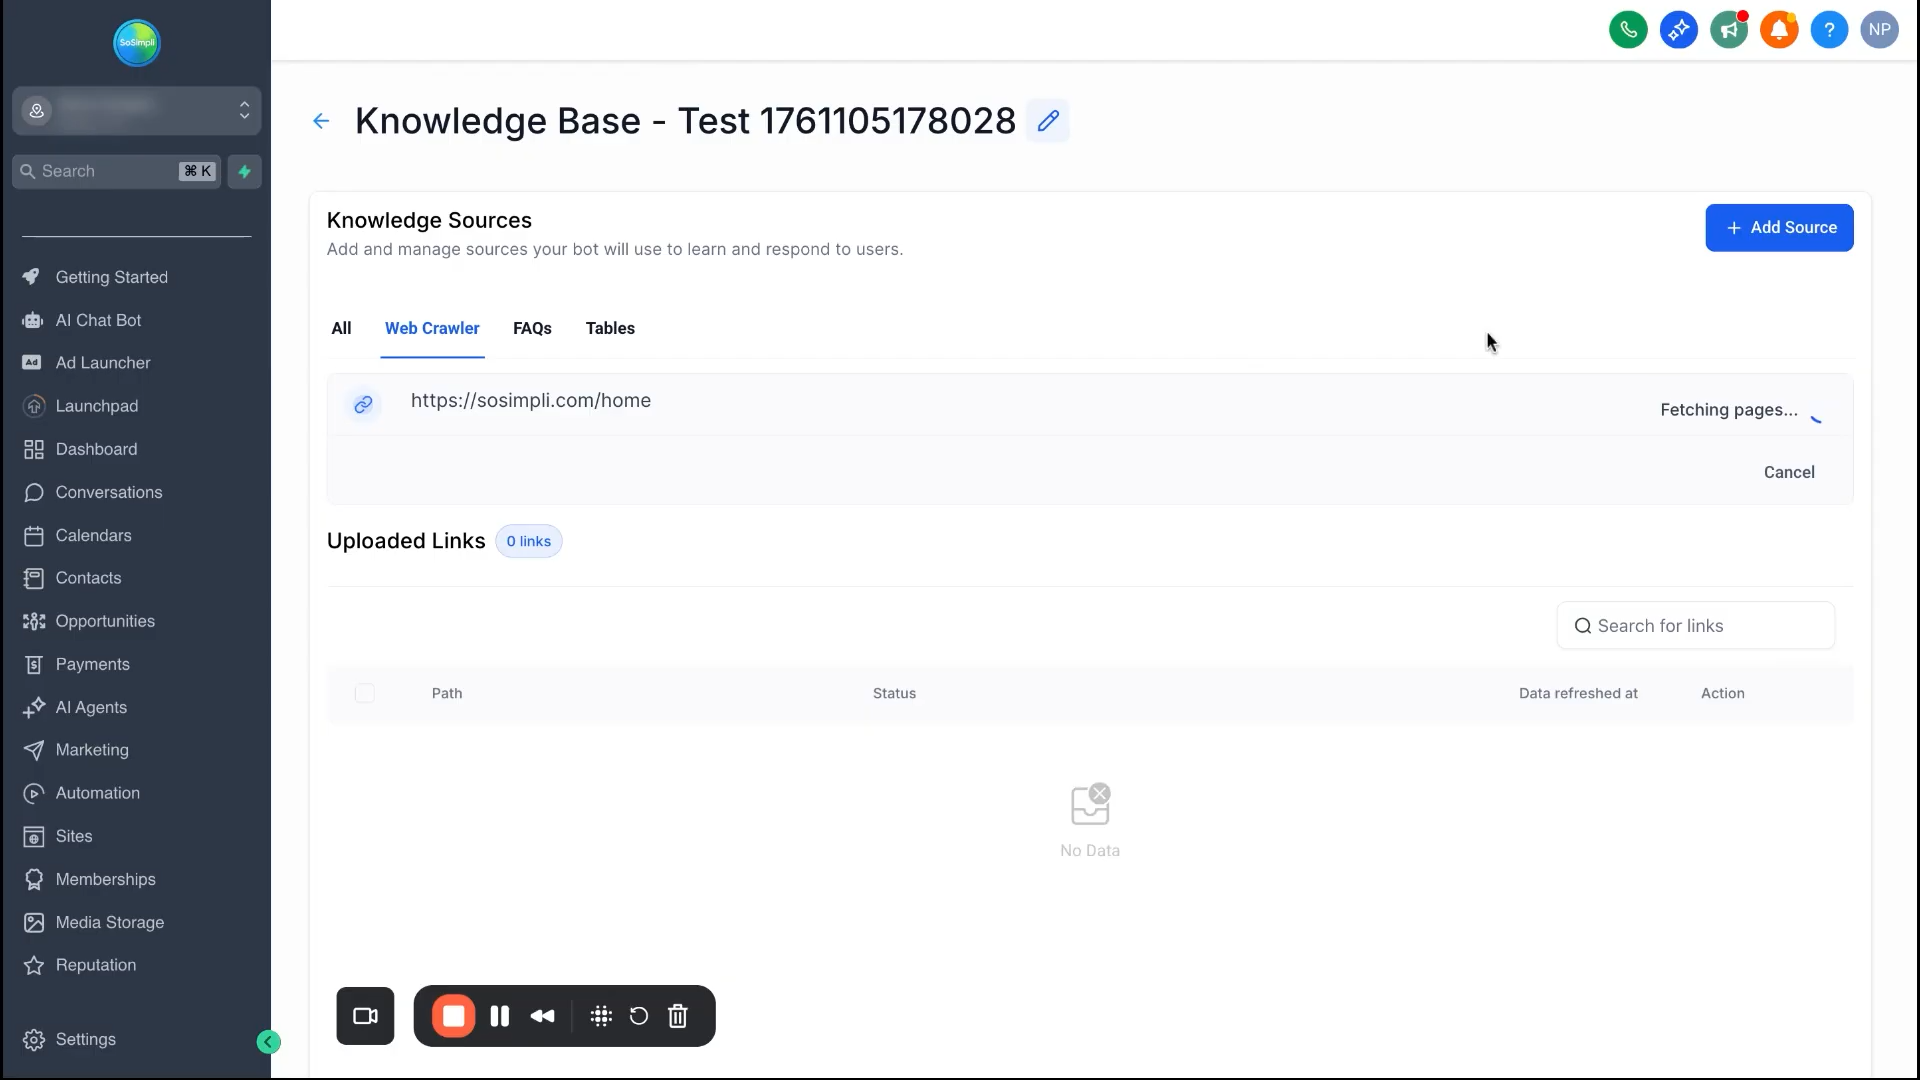 SoSimpli
NP
Search
⌘ K
Getting Started
AI Chat Bot
Ad
Ad Launcher
Launchpad
Dashboard
Conversations
Calendars
Contacts
Opportunities
Payments
AI Agents
Marketing
Automation
Sites
Memberships
Media Storage
Reputation
Settings
Knowledge Base - Test 1761105178028
Knowledge Sources
Add and manage sources your bot will use to learn and respond to users.
+ Add Source
All Web Crawler FAQs Tables
https://sosimpli.com/home
Fetching pages...
Cancel
Uploaded Links 0 links
Search for links
Path Status Data refreshed at Action
No Data